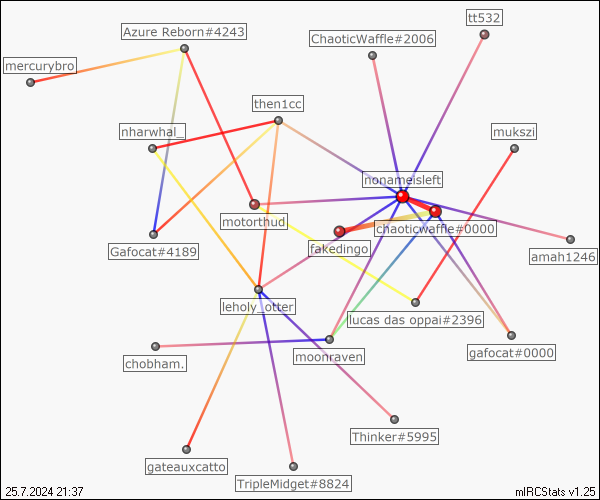 tt532
Azure Reborn#4243
ChaoticWaffle#2006
mercurybro
then1cc
nharwhal_
mukszi
nonameisleft
motorthud
chaoticwaffle#0000
fakedingo
Gafocat#4189
amah1246
leholy_otter
lucas das oppai#2396
moonraven
gafocat#0000
chobham.
Thinker#5995
gateauxcatto
TripleMidget#8824
25.7.2024 21:37
mIRCStats v1.25